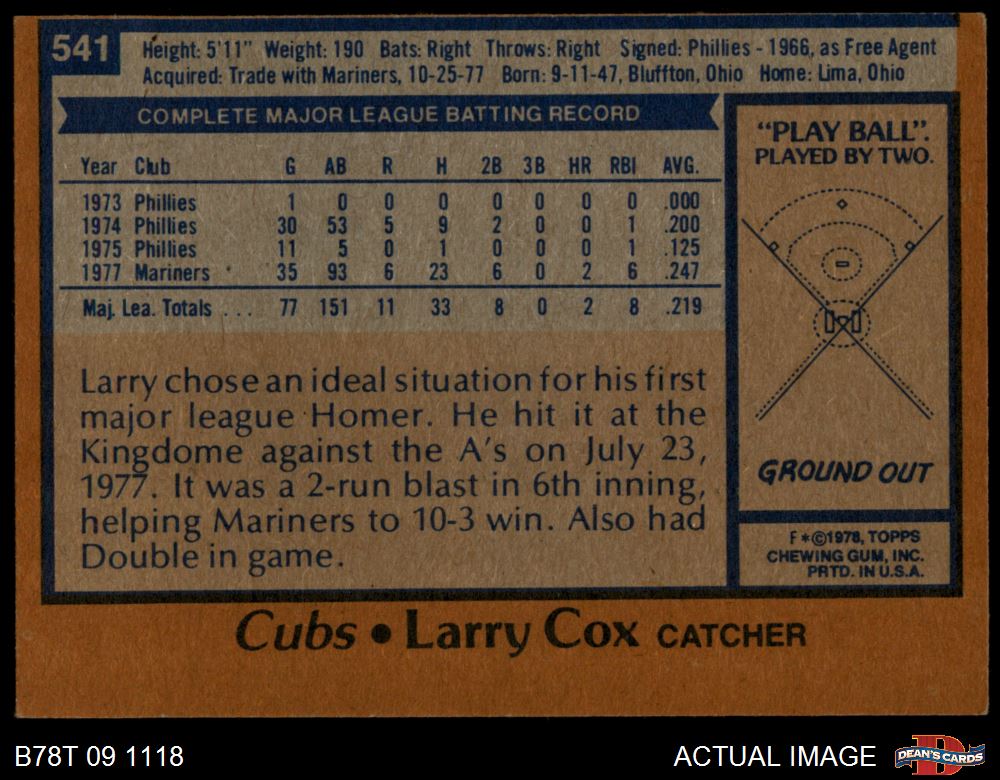 541
Height: 5'11" Weight: 190 Bats: Right Throws: Right Signed: Phillies - 1966, as Free Agent
Acquired: Trade with Mariners, 10-25-77 Born: 9-11-47, Bluffton, Ohio Home: Lima, Ohio
COMPLETE MAJOR LEAGUE BATTING RECORD
Year Club G AB R H 2B 3B HR RBI AVG.
1973 Phillies 1 0 0 0 0 0 0 0 .000
1974 Phillies 30 53 5 9 2 0 0 1 .200
1975 Phillies 11 5 0 1 0 0 0 1 .125
1977 Mariners 35 93 6 23 6 0 2 6 .247
Maj. Lea. Totals . . . 77 151 11 33 8 0 2 8 .219
Larry chose an ideal situation for his first
major league Homer. He hit it at the
Kingdome against the A's on July 23,
1977. It was a 2-run blast in 6th inning,
helping Mariners to 10-3 win. Also had
Double in game.
"PLAY BALL".
PLAYED BY TWO.
GROUND OUT
F*©1978, TOPPS
CHEWING GUM, INC.
PRTD. IN U.S.A.
Cubs • Larry Cox CATCHER
B78T 09 1118 ACTUAL IMAGE
DEAN'S CARDS